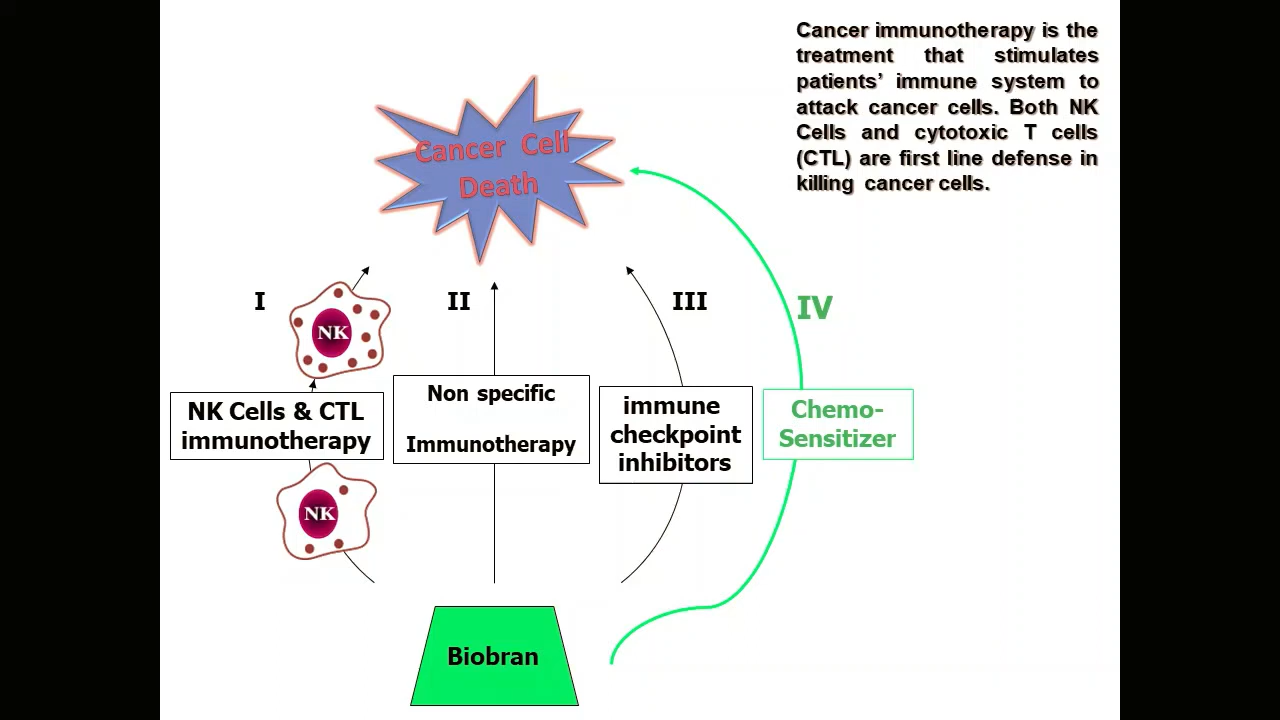 Cancer immunotherapy is the
treatment that stimulates
patients’ immune system to
attack cancer cells. Both NK
Cells and cytotoxic T cells
(CTL) are first line defense in
killing cancer cells.
Cancer Cell
Death
I
II
III
IV
NK
NK Cells & CTL
immunotherapy
Non specific
Immunotherapy
immune
checkpoint
inhibitors
Chemo-
Sensitizer
NK
Biobran